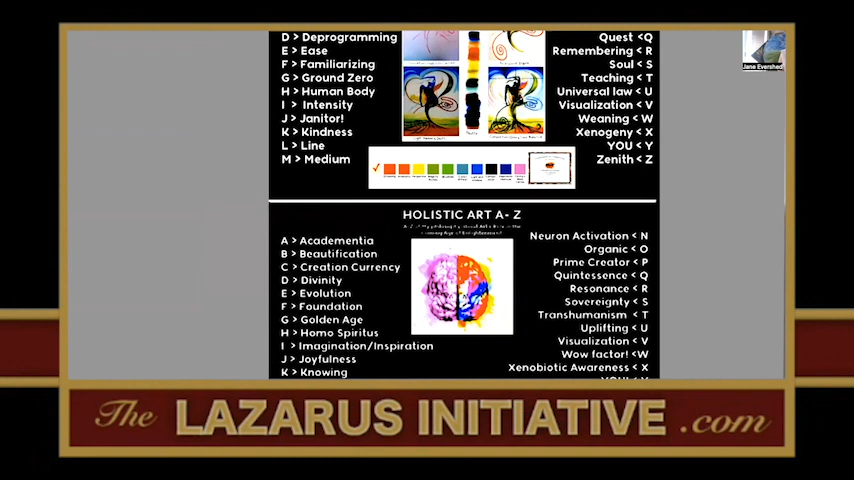 D > Deprogramming
E > Ease
F > Familiarizing
G > Ground Zero
H > Human Body
I > Intensity
J > Janitor!
K > Kindness
L > Line
M > Medium
Quest <Q
Remembering < R
Soul < S
Teaching < T
Universal law < U
Visualization < V
Weaning < W
Xenogeny < X
YOU < Y
Zenith < Z
Jane Evershed
HOLISTIC ART A- Z
A > Academentia
B > Beautification
C > Creation Currency
D > Divinity
E > Evolution
F > Foundation
G > Golden Age
H > Homo Spiritus
I > Imagination/Inspiration
J > Joyfulness
K > Knowing
Neuron Activation < N
Organic < O
Prime Creator < P
Quintessence < Q
Resonance < R
Sovereignty < S
Transhumanism < T
Uplifting < U
Visualization < V
Wow factor! <W
Xenobiotic Awareness < X
The LAZARUS INITIATIVE .com